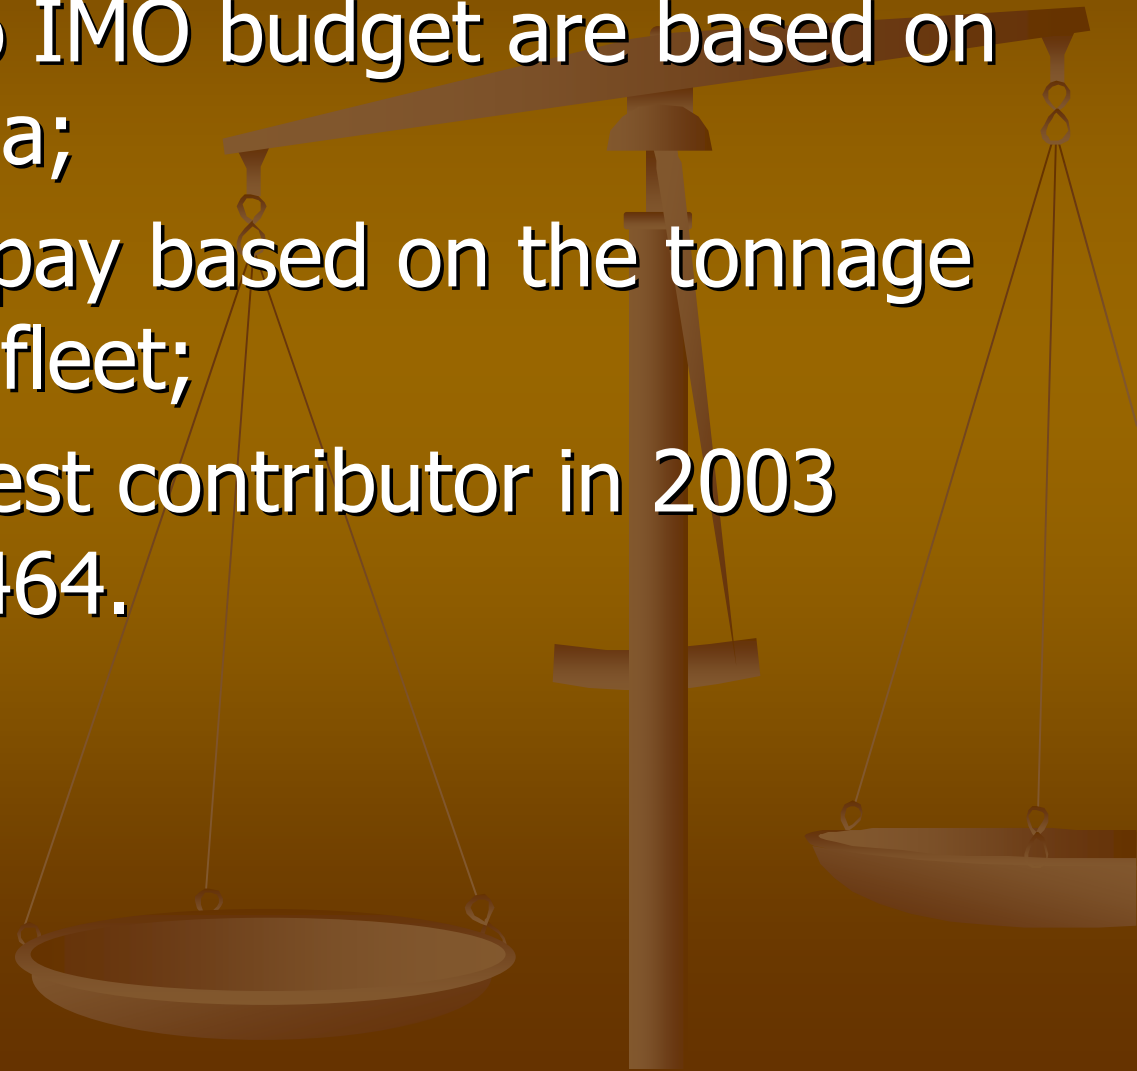 IMO budget are based on
a;
pay based on the tonnage
fleet;
est contributor in 2003
464.